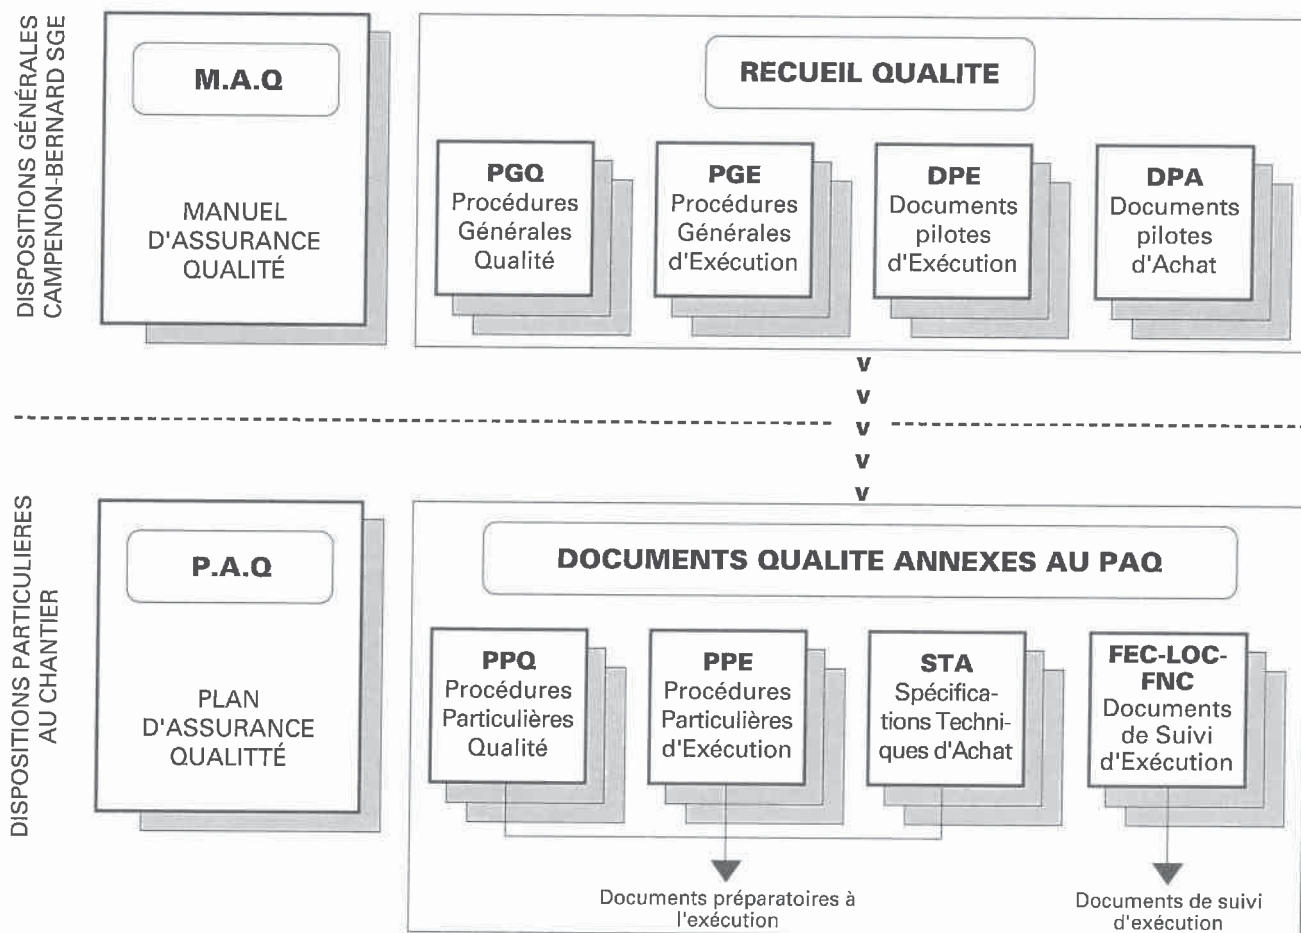 DISPOSITIONS GÉNÉRALES
CAMPENON-BERNARD SGE
M.A.Q
MANUEL
D'ASSURANCE
QUALITÉ
RECUEIL QUALITE
PGQ
Procédures
Générales
Qualité
PGE
Procédures
Générales
d'Exécution
DPE
Documents
pilotes
d'Exécution
DPA
Documents
pilotes
d'Achat
v
v
v
v
v
DISPOSITIONS PARTICULIERES
AU CHANTIER
P.A.Q
PLAN
D'ASSURANCE
QUALITTÉ
DOCUMENTS QUALITE ANNEXES AU PAQ
PPQ
Procédures
Particulières
Qualité
PPE
Procédures
Particulières
d'Exécution
STA
Spécifica-
tions Techni-
ques d'Achat
FEC-LOC-
FNC
Documents
de Suivi
d'Exécution
Documents préparatoires à
l'exécution
Documents de suivi
d'exécution